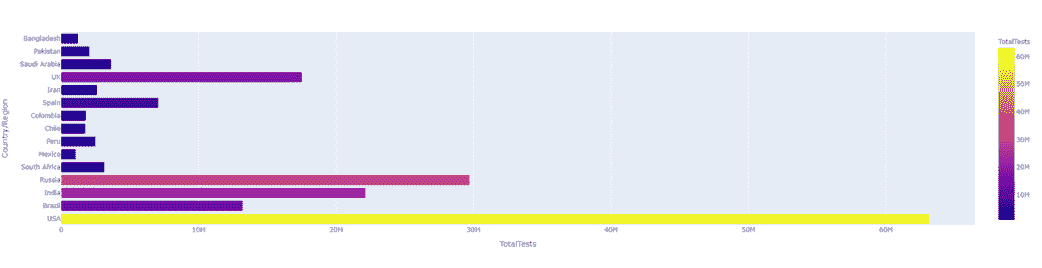 Bangladesh
Pakistan
Saudi Arabia
UK
Iran
Spain
Colombia
Chile
Peru
Mexico
South Africa
Russia
India
Brazil
USA
Country/Region
0 10M 20M 30M 40M 50M 60M
TotalTests
TotalTests
60M
50M
40M
30M
20M
10M